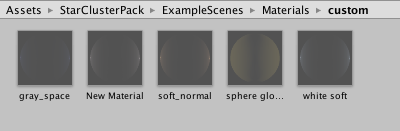 Assets ▸ StarClusterPack ▸ ExampleScenes ▸ Materials ▸ custom
gray_space New Material soft_normal sphere glo... white soft